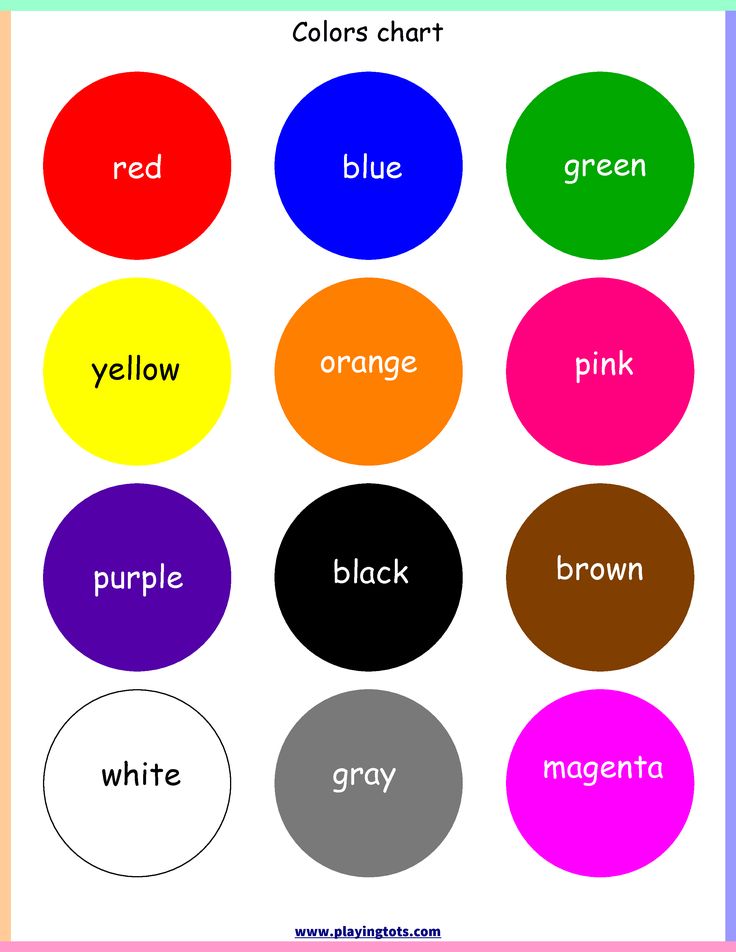 Colors chart
red blue green
yellow orange pink
purple black brown
white gray magenta
www.playingtots.com